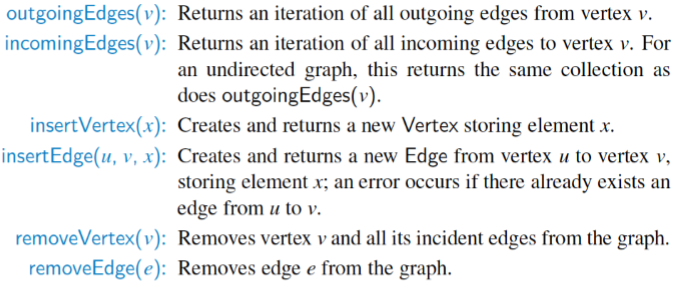 outgoingEdges(v): Returns an iteration of all outgoing edges from vertex v.
incomingEdges(v): Returns an iteration of all incoming edges to vertex v. For
an undirected graph, this returns the same collection as
does outgoingEdges(v).
insertVertex(x): Creates and returns a new Vertex storing element x.
insertEdge(u, v, x): Creates and returns a new Edge from vertex u to vertex v,
storing element x; an error occurs if there already exists an
edge from u to v.
removeVertex(v): Removes vertex v and all its incident edges from the graph.
removeEdge(e): Removes edge e from the graph.